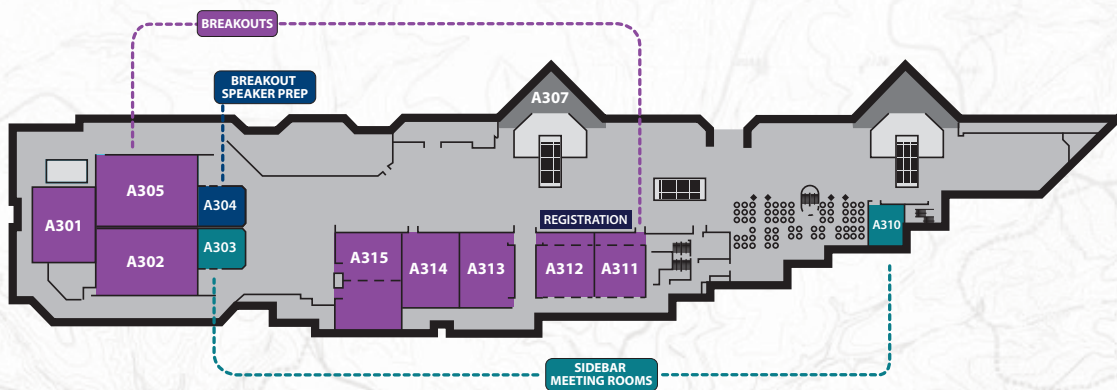 BREAKOUTS
BREAKOUT
SPEAKER PREP
A307
A305
A304
A301
A303
A302
REGISTRATION
A310
A315
A314
A313
A312
A311
SIDEBAR
MEETING ROOMS